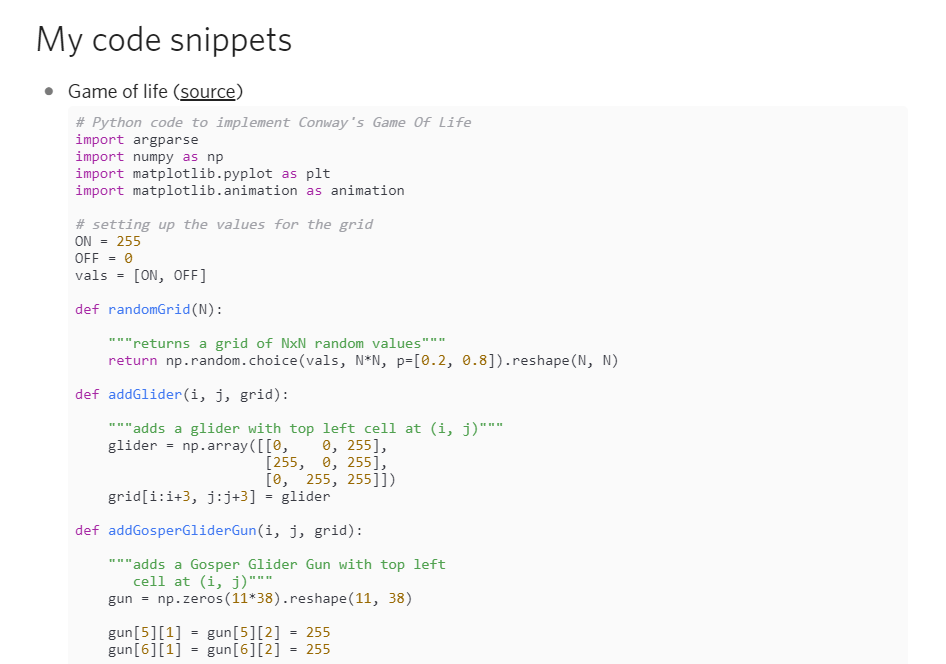 My code snippets
Game of life (source)
# Python code to implement Conway's Game Of Life
import argparse
import numpy as np
import matplotlib.pyplot as plt
import matplotlib.animation as animation
# setting up the values for the grid
ON = 255
OFF = 0
vals = [ON, OFF]
def randomGrid(N):
"""returns a grid of NxN random values"""
return np.random.choice(vals, N*N, p=[0.2, 0.8]).reshape(N, N)
def addGlider(i, j, grid):
"""adds a glider with top left cell at (i, j)"""
glider = np.array([[0,    0, 255],
[255,  0, 255],
[0,  255, 255]])
grid[i:i+3, j:j+3] = glider
def addGosperGliderGun(i, j, grid):
"""adds a Gosper Glider Gun with top left
cell at (i, j)"""
gun = np.zeros(11*38).reshape(11, 38)
gun[5][1] = gun[5][2] = 255
gun[6][1] = gun[6][2] = 255